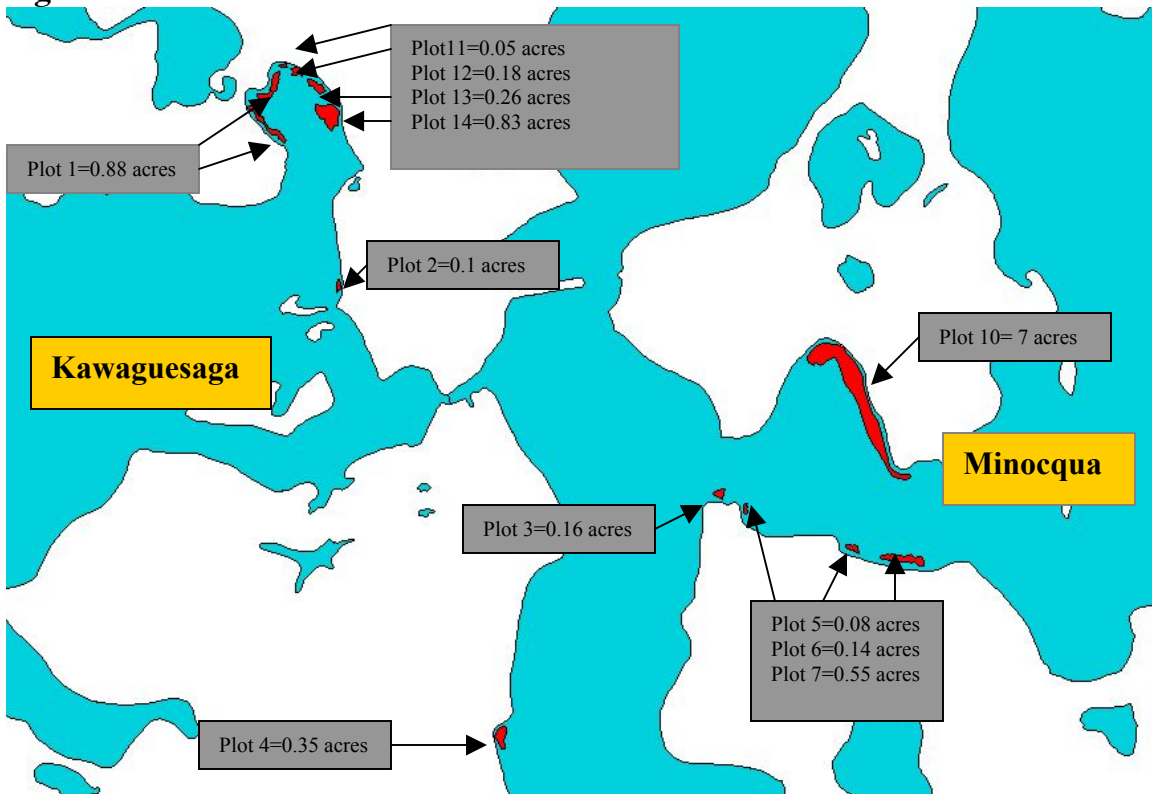 Plot11=0.05 acres
Plot 12=0.18 acres
Plot 13=0.26 acres
Plot 14=0.83 acres
Plot 1=0.88 acres
Plot 2=0.1 acres
Plot 10= 7 acres
Kawaguesaga
Minocqua
Plot 3=0.16 acres
Plot 5=0.08 acres
Plot 6=0.14 acres
Plot 7=0.55 acres
Plot 4=0.35 acres